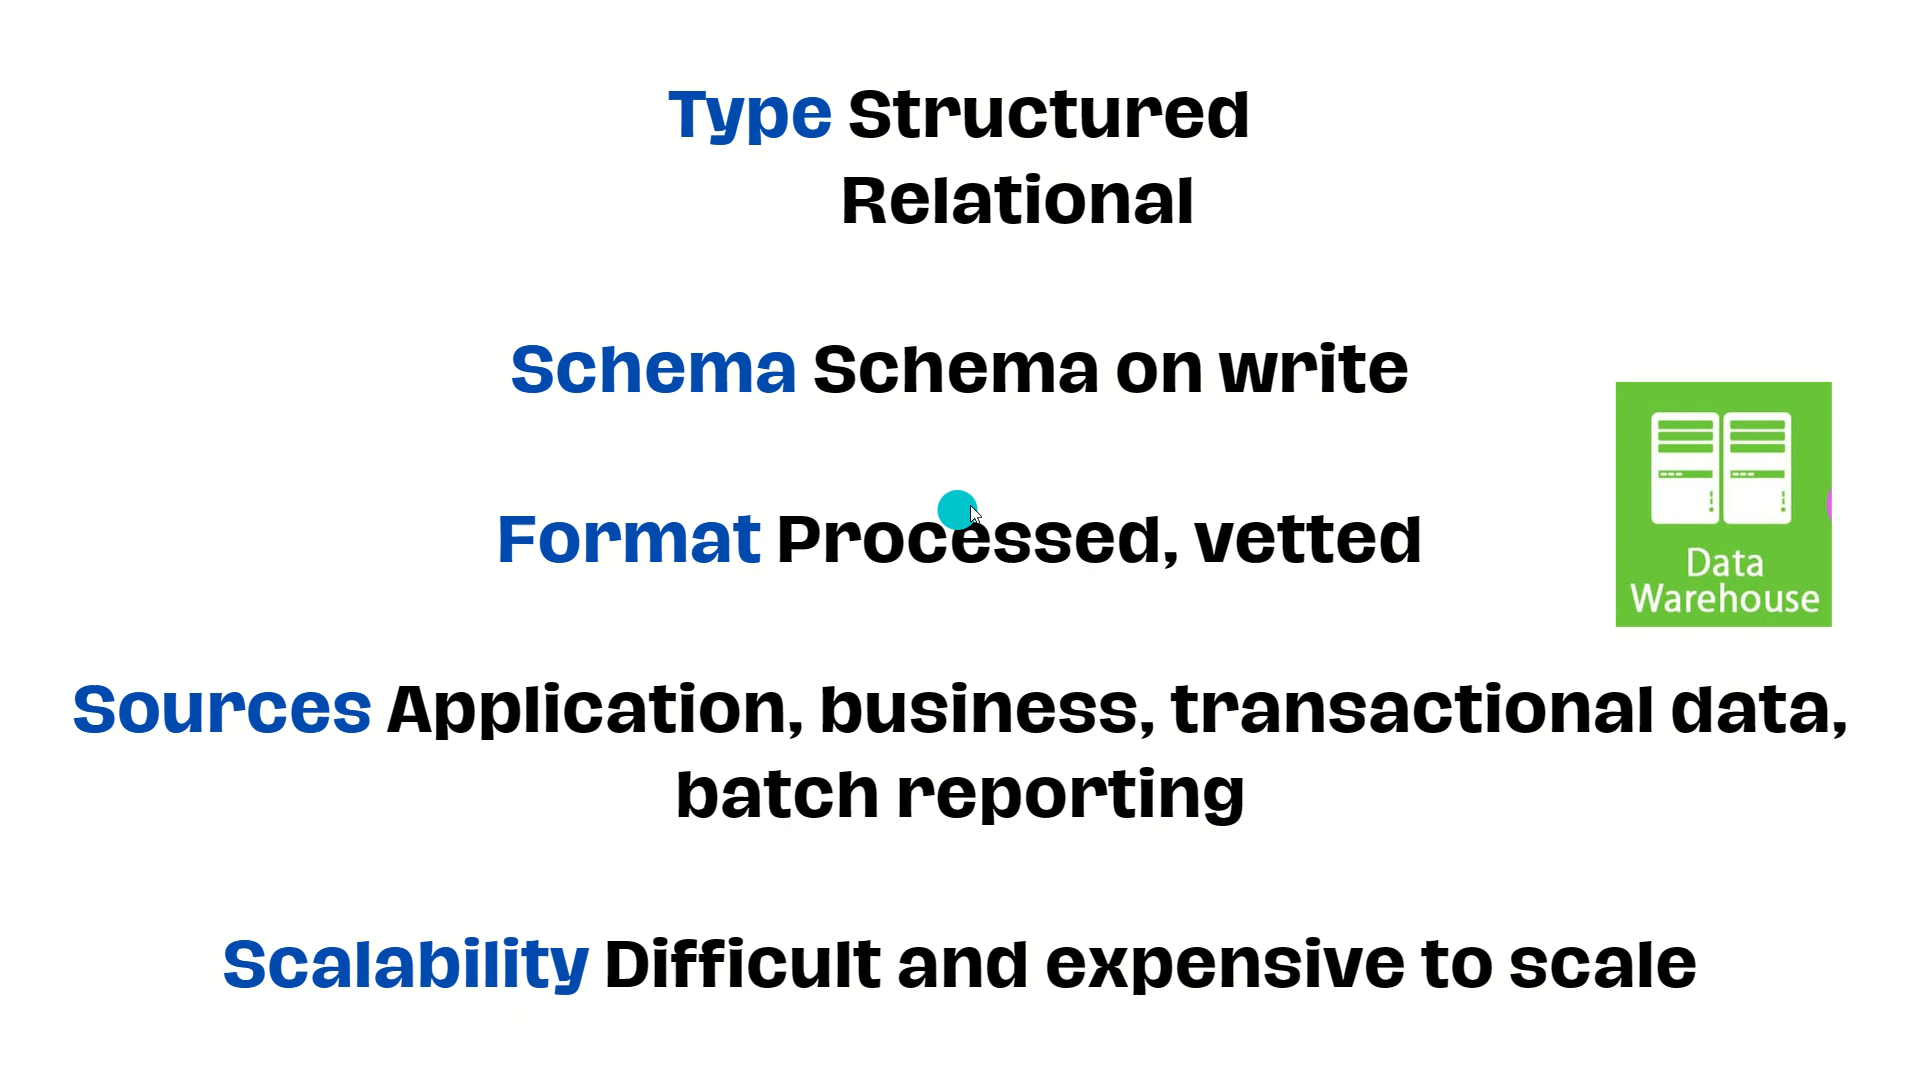 Type Structured
Relational
Schema Schema on write
Format Processed, vetted
Data
Warehouse
Sources Application, business, transactional data,
batch reporting
Scalability Difficult and expensive to scale